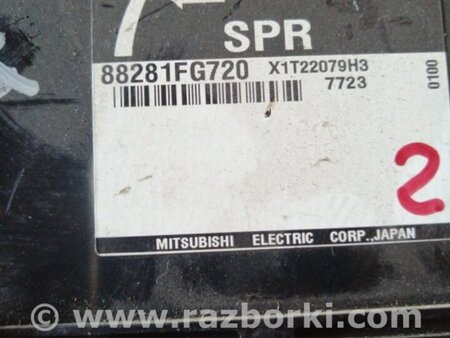 SPR
88281FG720 X1T22079H3
7723
0100
2
MITSUBISHI ELECTRIC CORP.,JAPAN
© www.razborki.com